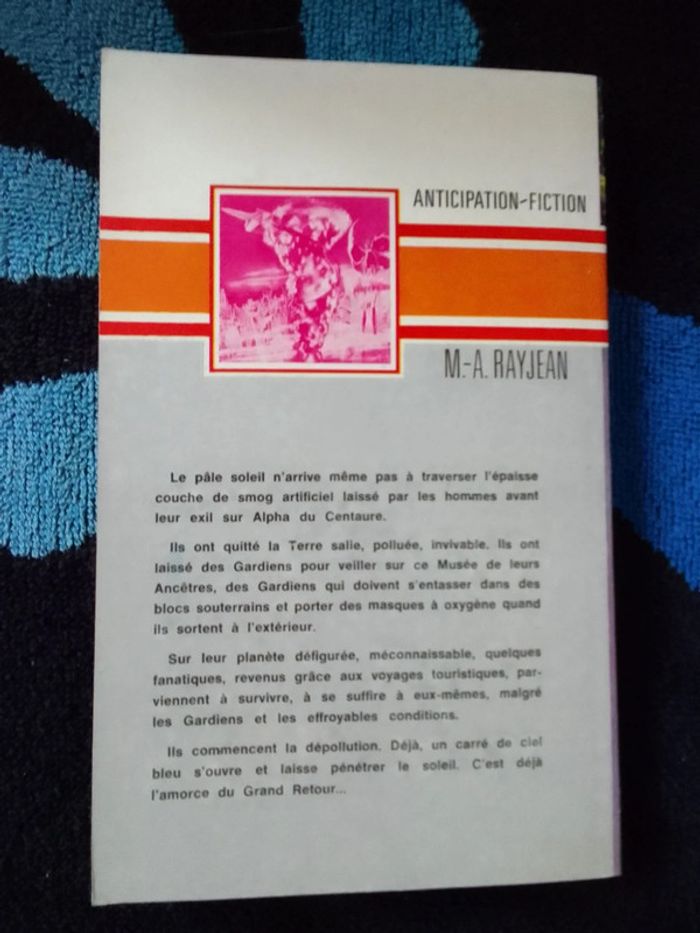 ANTICIPATION-FICTION
M.-A. RAYJEAN
Le pâle soleil n'arrive même pas à traverser l'épaisse
couche de smog artificiel laissé par les hommes avant
leur exil sur Alpha du Centaure.
Ils ont quitté la Terre salie, polluée, invivable. Ils ont
laissé des Gardiens pour veiller sur ce Musée de leurs
Ancêtres, des Gardiens qui doivent s'entasser dans des
blocs souterrains et porter des masques à oxygène quand
ils sortent à l'extérieur.
Sur leur planète défigurée, méconnaissable, quelques
fanatiques, revenus grâce aux voyages touristiques, par-
viennent à survivre, à se suffire à eux-mêmes, malgré
les Gardiens et les effroyables conditions.
Ils commencent la dépollution. Déjà, un carré de ciel
bleu s'ouvre et laisse pénétrer le soleil. C'est déjà
l'amorce du Grand Retour...